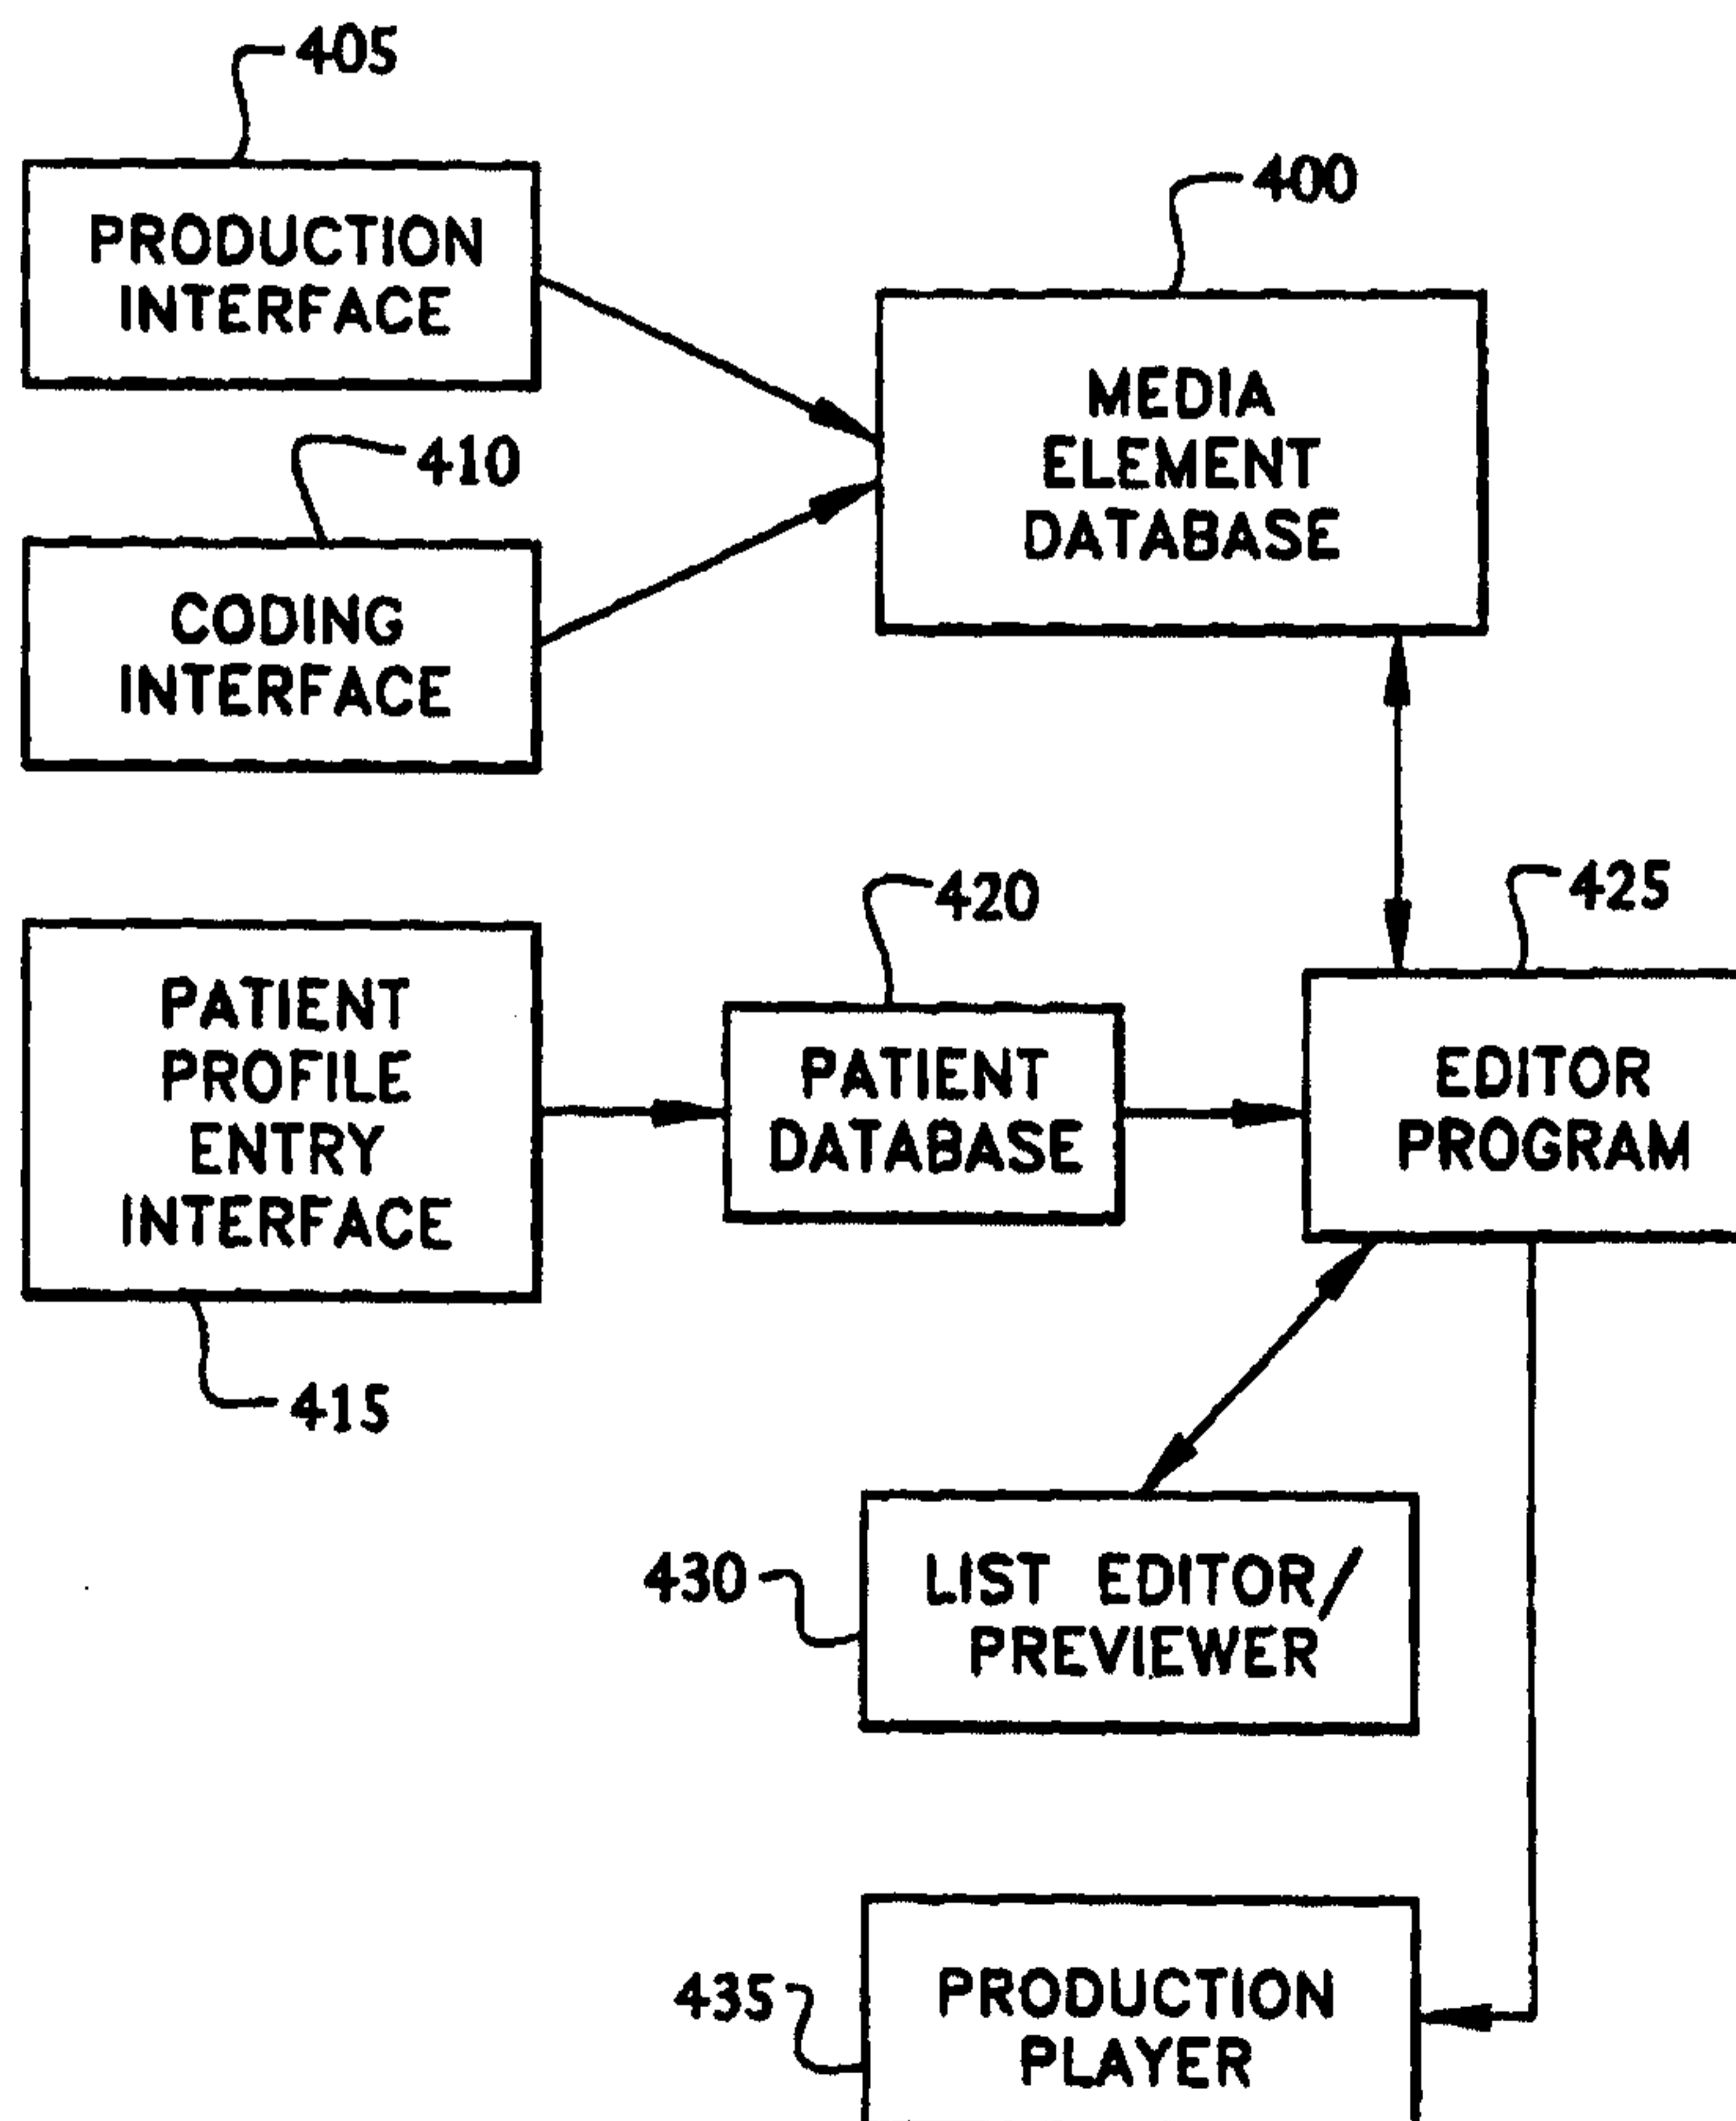 405
PRODUCTION
INTERFACE
400
MEDIA
ELEMENT
DATABASE
410
CODING
INTERFACE
420
425
PATIENT
PROFILE
ENTRY
INTERFACE
PATIENT
DATABASE
EDITOR
PROGRAM
415
430
LIST EDITOR/
PREVIEWER
435
PRODUCTION
PLAYER